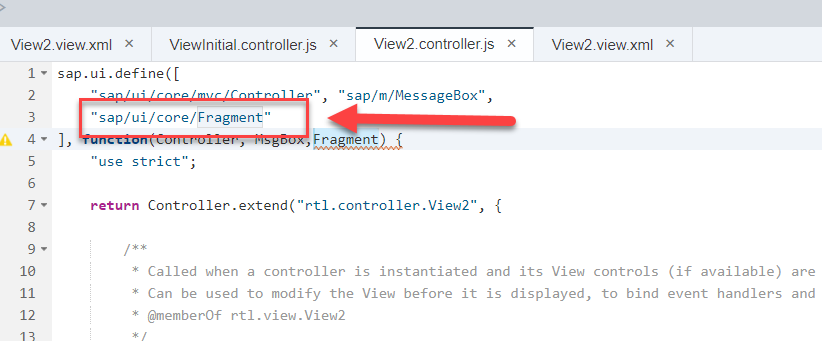 View2.view.xml × ViewInitial.controller.js × View2.controller.js × View2.view.xml ×
1 sap.ui.define([
2 "sap/ui/core/mvc/Controller", "sap/m/MessageBox",
3 "sap/ui/core/Fragment"
4 ], function(Controller, MsgBox,Fragment) {
5 "use strict";
6
7 return Controller.extend("rtl.controller.View2", {
8
9 /**
10 * Called when a controller is instantiated and its View controls (if available) are
11 * Can be used to modify the View before it is displayed, to bind event handlers and
12 * @memberOf rtl.view.View2
13 */